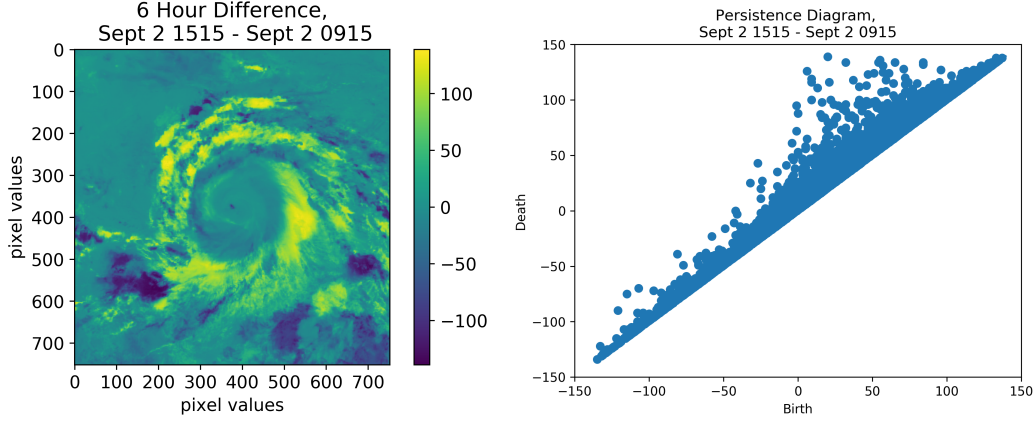 6 Hour Difference,
Sept 2 1515 - Sept 2 0915
0
100
200
300
400
500
600
700
pixel values
0 100 200 300 400 500 600 700
pixel values
100
50
0
−50
−100
Persistence Diagram,
Sept 2 1515 - Sept 2 0915
150
100
50
0
−50
−100
−150
Death
−150 −100 −50 0 50 100 150
Birth